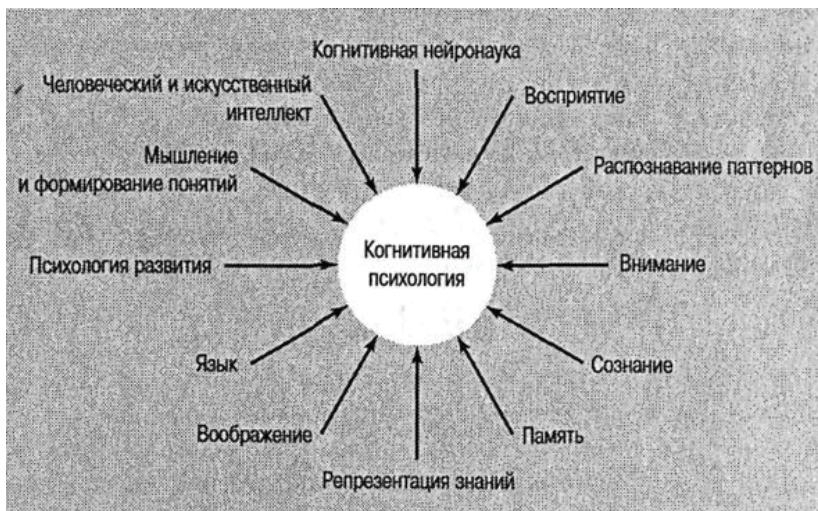 Когнитивная нейронаука
Человеческий и искусственный
интеллект
Восприятие
Мышление
и формирование понятий
Распознавание паттернов
Когнитивная
психология
Психология развития
Внимание
Язык
Сознание
Воображение
Память
Репрезентация знаний